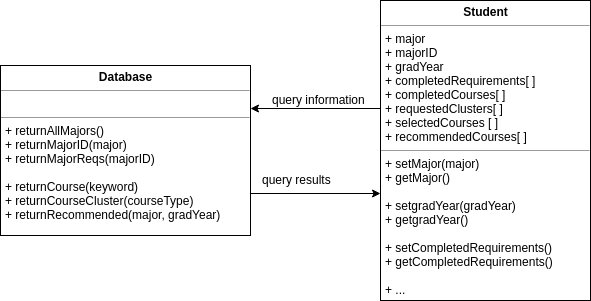 Student
+ major
+ majorID
+ gradYear
+ completedRequirements[ ]
+ completedCourses[ ]
+ requestedClusters[ ]
+ selectedCourses [ ]
+ recommendedCourses[ ]
+ setMajor(major)
+ getMajor()
+ setgradYear(gradYear)
+ getgradYear()
+ setCompletedRequirements()
+ getCompletedRequirements()
+ ...
Database
+ returnAllMajors()
+ returnMajorID(major)
+ returnMajorReqs(majorID)
+ returnCourse(keyword)
+ returnCourseCluster(courseType)
+ returnRecommended(major, gradYear)
query information
query results